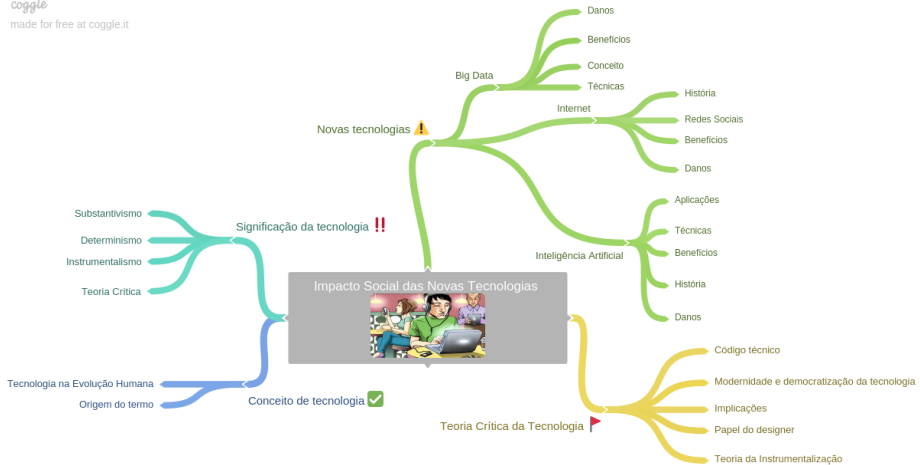 coggle
made for free at coggle.it
Danos
Benefícios
Conceito
Técnicas
Big Data
Internet
História
Redes Sociais
Benefícios
Danos
Novas tecnologias
Aplicações
Técnicas
Benefícios
História
Danos
Inteligência Artificial
Substantivismo
Determinismo
Instrumentalismo
Teoria Crítica
Significação da tecnologia
Impacto Social das Novas Tecnologias
Tecnologia na Evolução Humana
Origem do termo
Conceito de tecnologia
Código técnico
Modernidade e democratização da tecnologia
Implicações
Papel do designer
Teoria da Instrumentalização
Teoria Crítica da Tecnologia